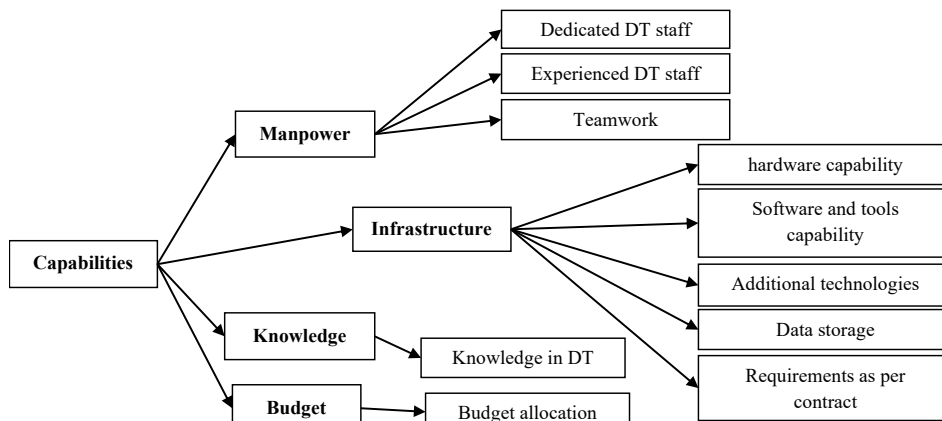 Dedicated DT staff
Experienced DT staff
Teamwork
Manpower
hardware capability
Software and tools
capability
Infrastructure
Capabilities
Additional technologies
Data storage
Knowledge
Knowledge in DT
Requirements as per
contract
Budget
Budget allocation